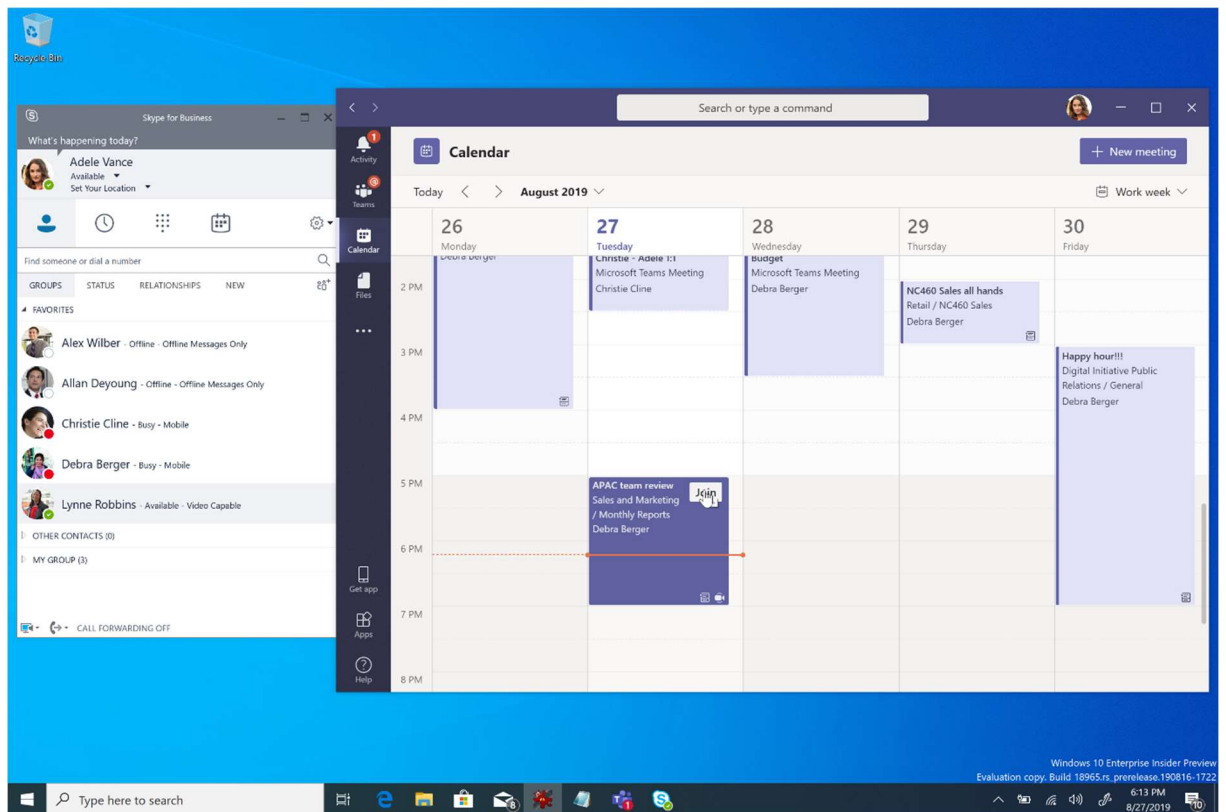 Recycle Bin
Skype for Business
What's happening today?
Adele Vance
Available
Set Your Location
Find someone or dial a number
GROUPS STATUS RELATIONSHIPS NEW
FAVORITES
Alex Wilber - Offline - Offline Messages Only
Allan Deyoung - Offline - Offline Messages Only
Christie Cline - Busy - Mobile
Debra Berger - Busy - Mobile
Lynne Robbins - Available - Video Capable
OTHER CONTACTS (0)
MY GROUP (3)
CALL FORWARDING OFF
Search or type a command
1
Activity
Teams
Calendar
Files
Get app
Apps
Help
Calendar
+ New meeting
Today
August 2019
Work week
26
Monday
27
Tuesday
28
Wednesday
29
Thursday
30
Friday
2 PM
3 PM
4 PM
5 PM
6 PM
7 PM
8 PM
Debra Berger
Christie - Adele 1:1
Microsoft Teams Meeting
Christie Cline
APAC team review
Sales and Marketing
/ Monthly Reports
Debra Berger
Join
Budget
Microsoft Teams Meeting
Debra Berger
NC460 Sales all hands
Retail / NC460 Sales
Debra Berger
Happy hour!!!
Digital Initiative Public
Relations / General
Debra Berger
Windows 10 Enterprise Insider Preview
Evaluation copy. Build 18965.rs_prerelease.190816-1722
Type here to search
6:13 PM
8/27/2019